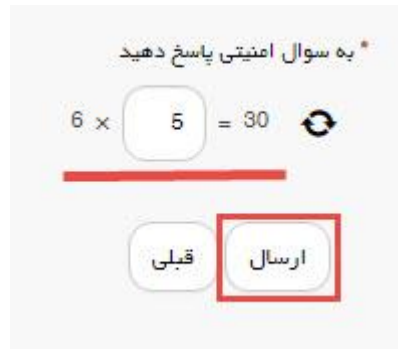 * به سوال امنیتی پاسخ دهید
6 × 5 = 30
ارسال
قبلی